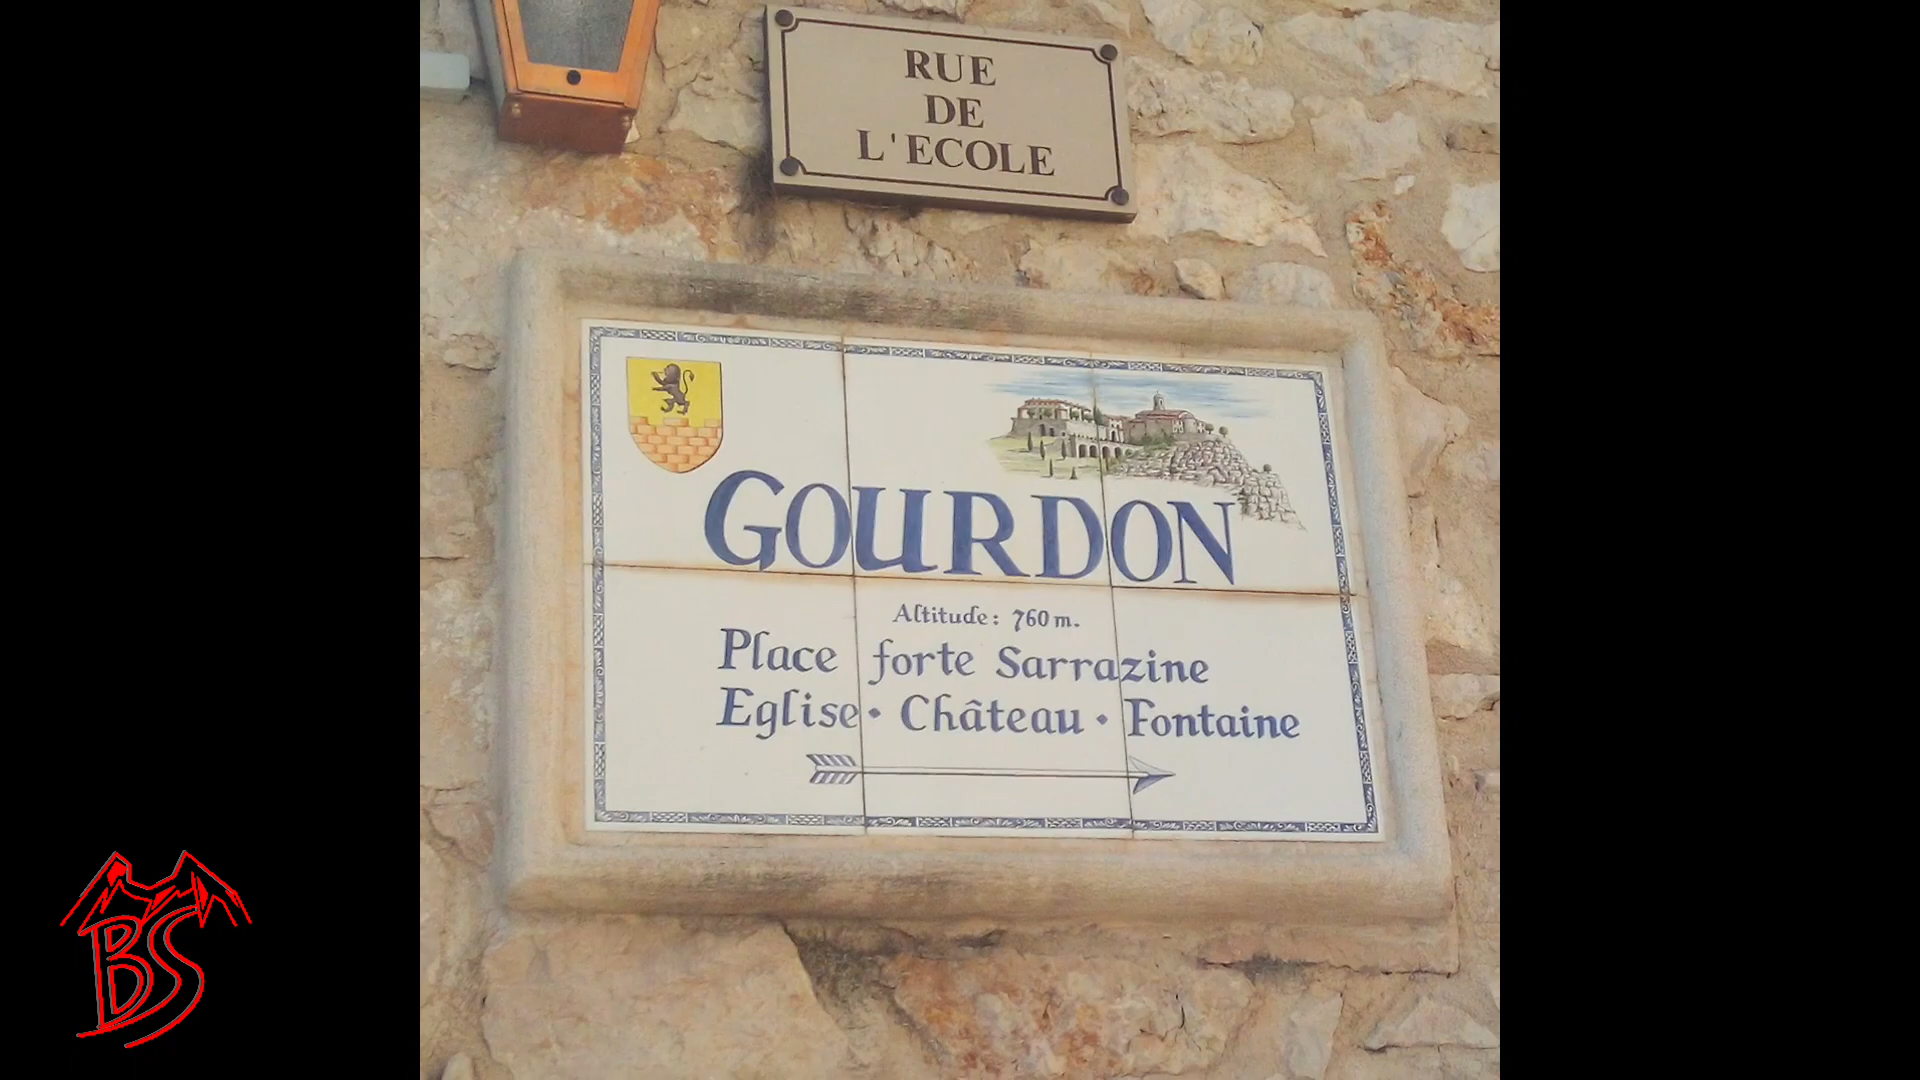 RUE
DE
L'ECOLE
GOURDON
Altitude: 760 m.
Place forte Sarrazine
Eglise • Château • Fontaine
BS